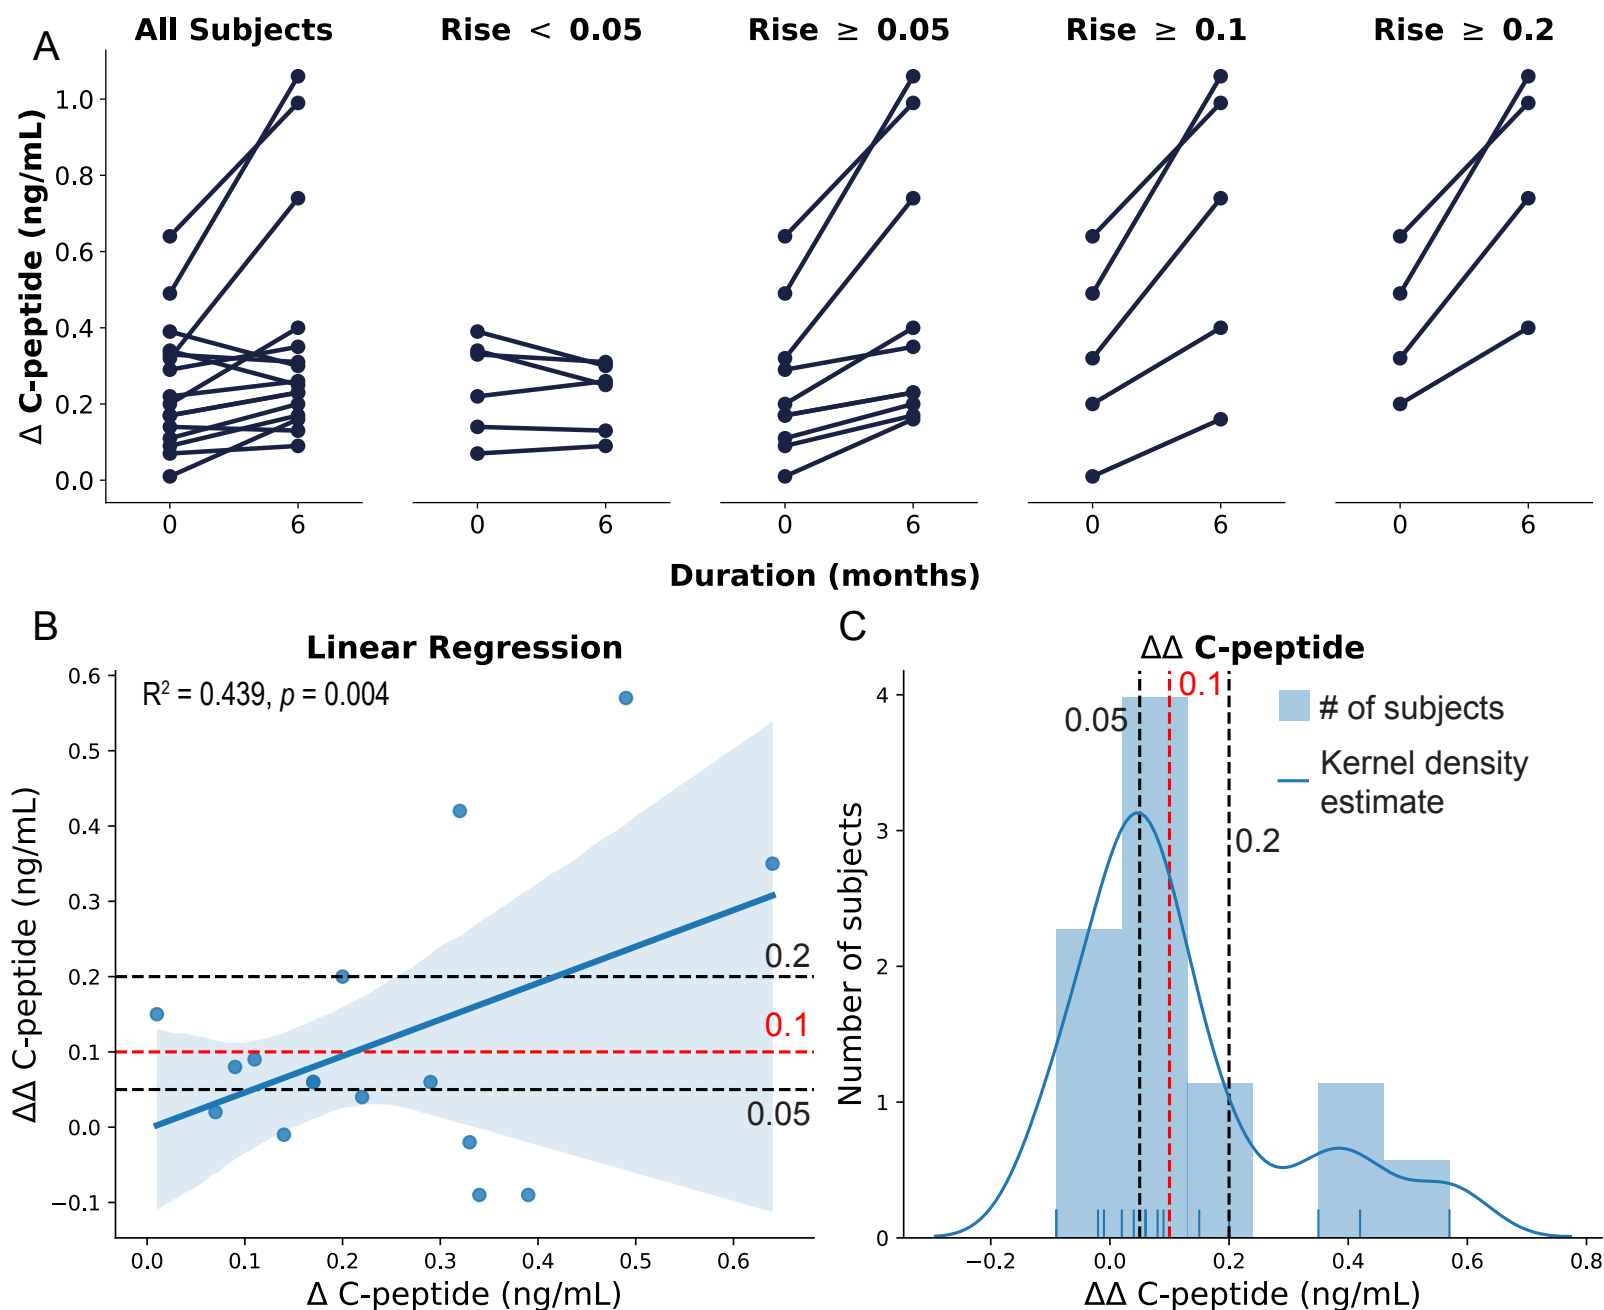 A
All Subjects
Rise < 0.05
Rise ≥ 0.05
Rise ≥ 0.1
Rise ≥ 0.2
Δ C-peptide (ng/mL)
1.0
0.8
0.6
0.4
0.2
0.0
0 6
0 6
0 6
0 6
0 6
Duration (months)
B
Linear Regression
R² = 0.439, p = 0.004
ΔΔ C-peptide (ng/mL)
0.6
0.5
0.4
0.3
0.2
0.1
0.0
−0.1
0.2
0.1
0.05
0.0 0.1 0.2 0.3 0.4 0.5 0.6
Δ C-peptide (ng/mL)
C
ΔΔ C-peptide
0.05
0.1
0.2
# of subjects
Kernel density
estimate
Number of subjects
4
3
2
1
0
−0.2 0.0 0.2 0.4 0.6 0.8
ΔΔ C-peptide (ng/mL)